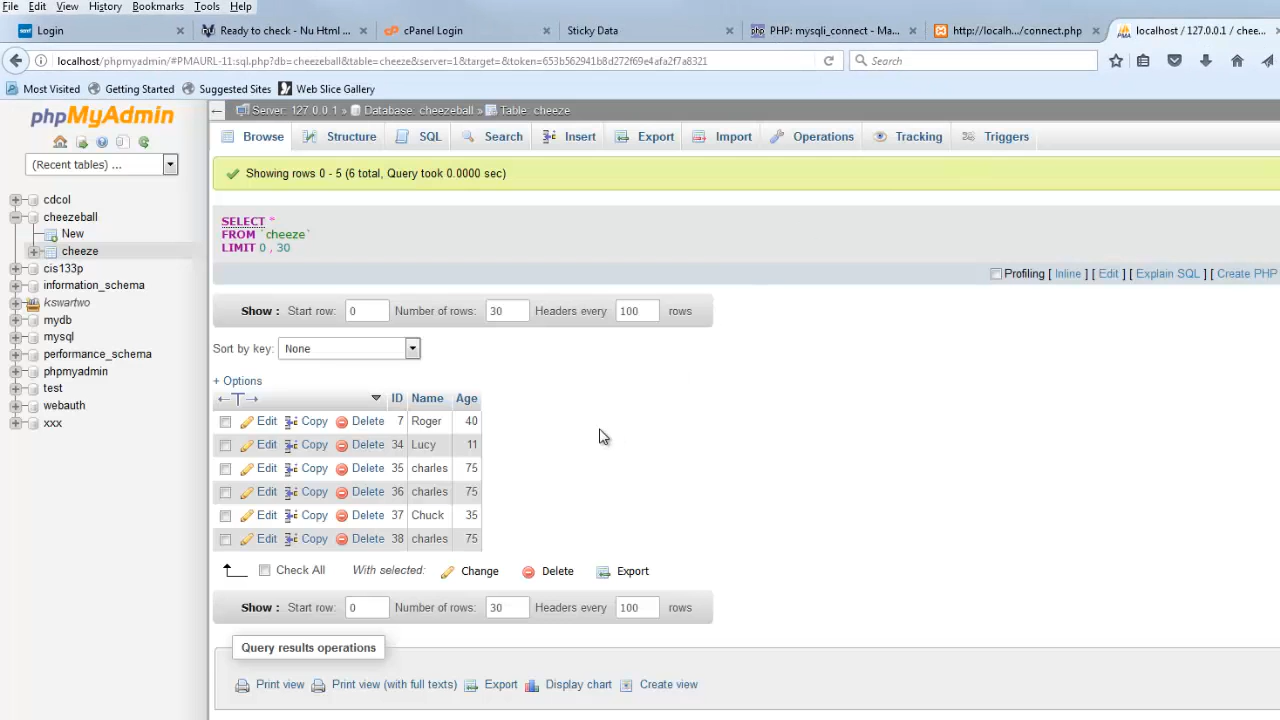 File Edit View History Bookmarks Tools Help
Login × Ready to check - Nu Html ... × cPanel Login × Sticky Data × PHP: mysqli_connect - Ma... × http://localh.../connect.php × localhost / 127.0.0.1 / chee...
localhost/phpmyadmin/#PMAURL-11:sql.php?db=cheezeball&table=cheeze&server=1&target=&token=653b562941b8d272f69e4afa2f7a8321 Search
Most Visited Getting Started Suggested Sites Web Slice Gallery
phpMyAdmin
(Recent tables) ...
cdcol
cheezeball
New
cheeze
cis133p
information_schema
kswartwo
mydb
mysql
performance_schema
phpmyadmin
test
webauth
xxx
Server: 127.0.0.1 » Database: cheezeball » Table: cheeze
Browse Structure SQL Search Insert Export Import Operations Tracking Triggers
Showing rows 0 - 5 (6 total, Query took 0.0000 sec)
SELECT *
FROM `cheeze`
LIMIT 0 , 30
Profiling [ Inline ] [ Edit ] [ Explain SQL ] [ Create PHP
Show : Start row: 0 Number of rows: 30 Headers every 100 rows
Sort by key: None
+ Options
←T→ ID Name Age
Edit Copy Delete 7 Roger 40
Edit Copy Delete 34 Lucy 11
Edit Copy Delete 35 charles 75
Edit Copy Delete 36 charles 75
Edit Copy Delete 37 Chuck 35
Edit Copy Delete 38 charles 75
Check All With selected: Change Delete Export
Show : Start row: 0 Number of rows: 30 Headers every 100 rows
Query results operations
Print view Print view (with full texts) Export Display chart Create view